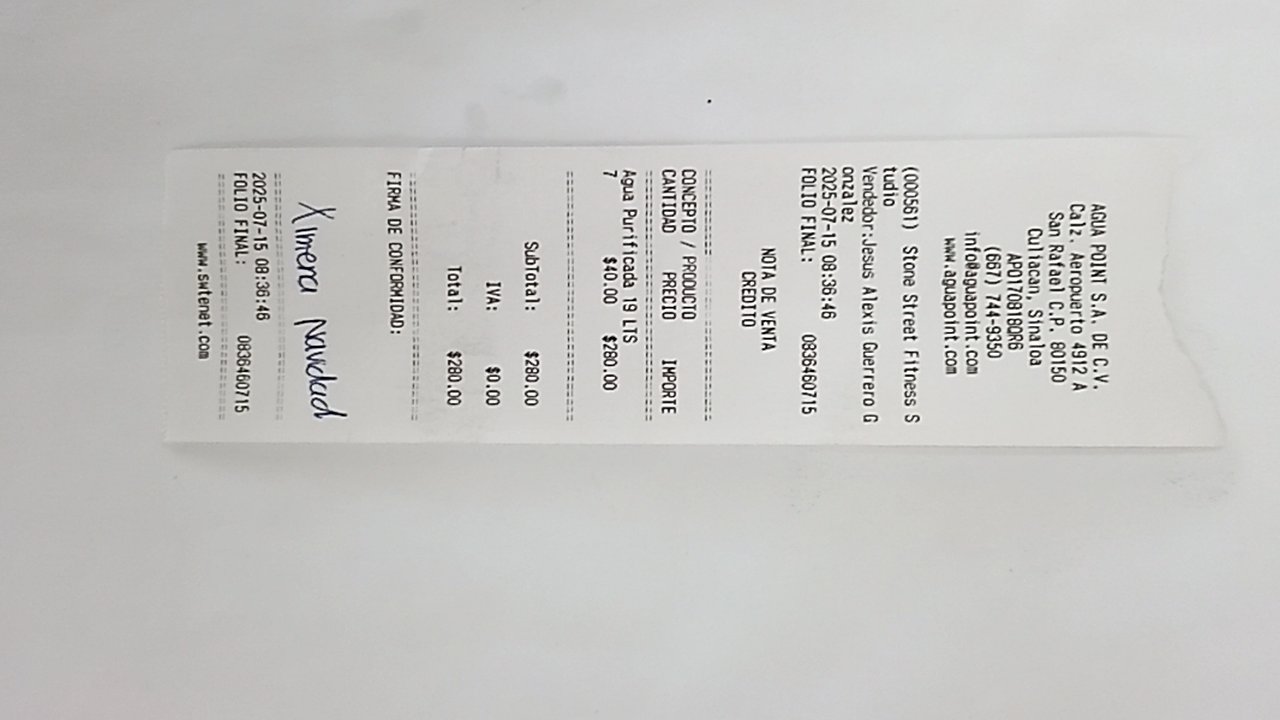 AGUA POINT S.A. DE C.V.
Calz. Aeropuerto 4912 A
San Rafael C.P. 80150
Culiacan, Sinaloa
APO170818QR6
(667) 744-9350
info@aguapoint.com
www.aguapoint.com
(000561) Stone Street Fitness S
tudio
Vendedor:Jesus Alexis Guerrero G
onzalez
2025-07-15 08:36:46
FOLIO FINAL: 0836460715
NOTA DE VENTA
CREDITO
CONCEPTO / PRODUCTO
CANTIDAD PRECIO IMPORTE
Agua Purificada 19 LTS
7 $40.00 $280.00
SubTotal: $280.00
IVA: $0.00
Total: $280.00
FIRMA DE CONFORMIDAD:
Ximena Navidad
2025-07-15 08:36:46
FOLIO FINAL: 0836460715
www.swtenet.com